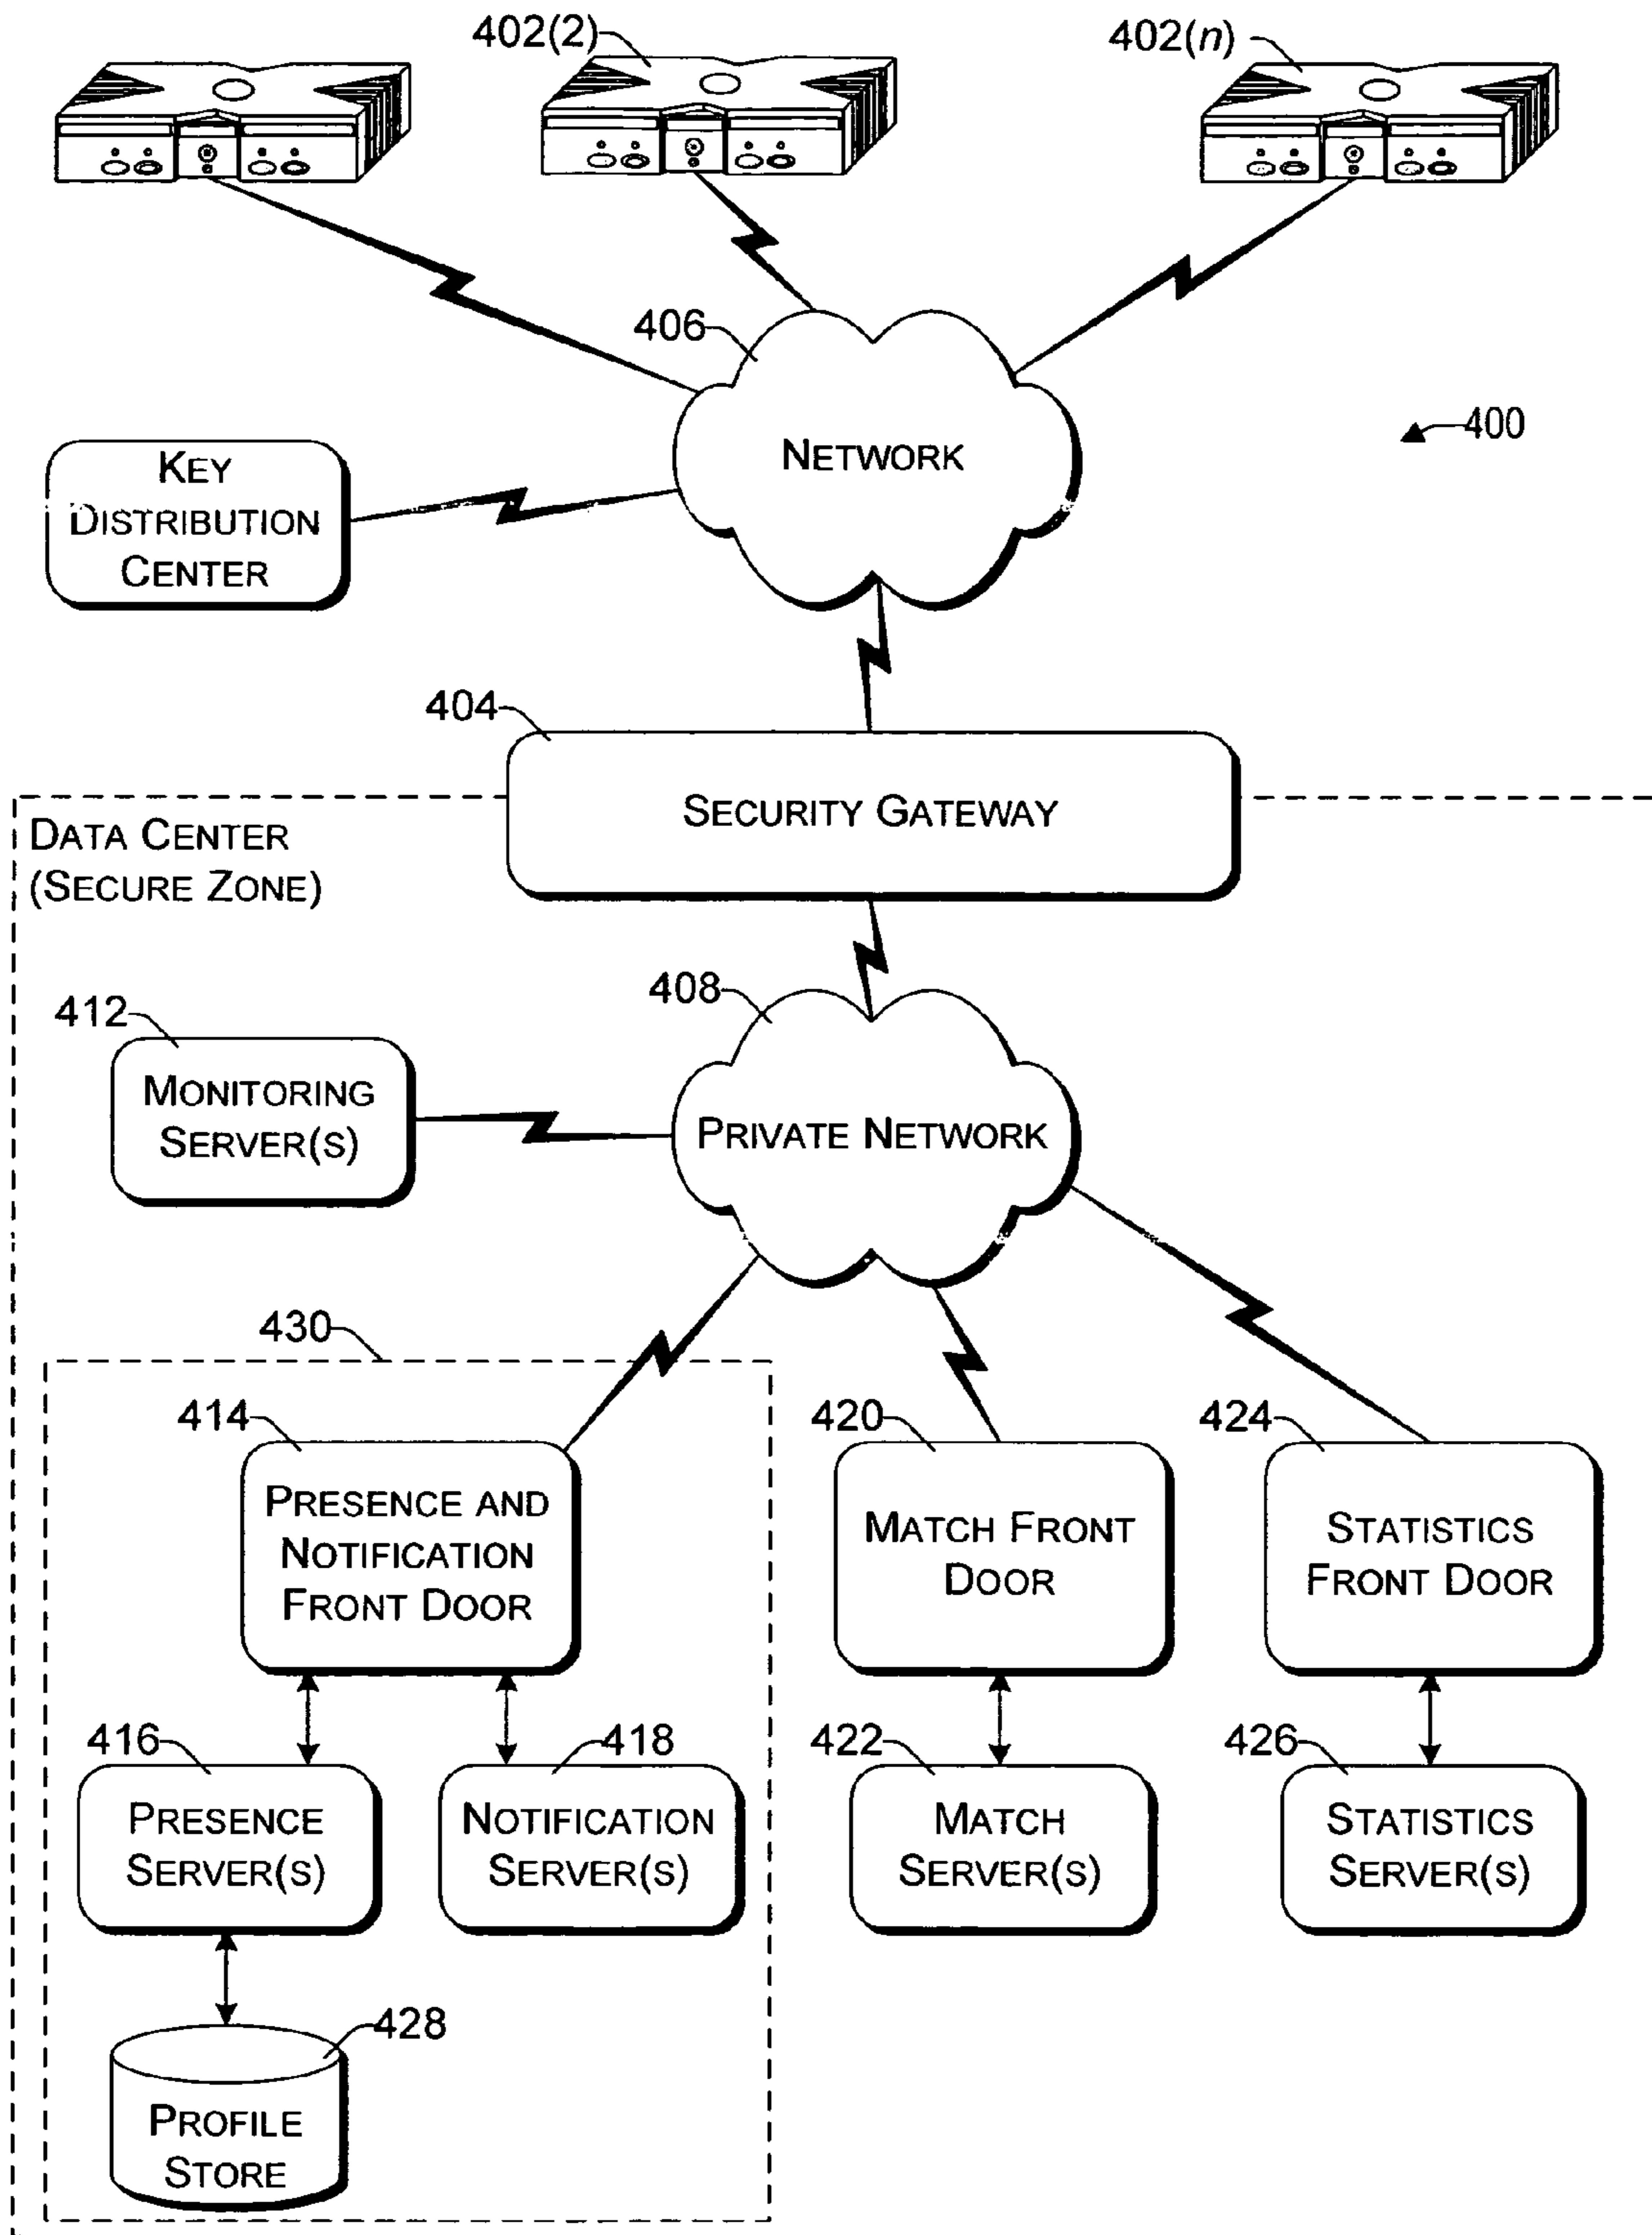 402(2)
402(n)
406
NETWORK
400
KEY
DISTRIBUTION
CENTER
404
SECURITY GATEWAY
DATA CENTER
(SECURE ZONE)
408
412
MONITORING
SERVER(S)
PRIVATE NETWORK
430
414
PRESENCE AND
NOTIFICATION
FRONT DOOR
420
MATCH FRONT
DOOR
424
STATISTICS
FRONT DOOR
416
PRESENCE
SERVER(S)
418
NOTIFICATION
SERVER(S)
422
MATCH
SERVER(S)
426
STATISTICS
SERVER(S)
428
PROFILE
STORE